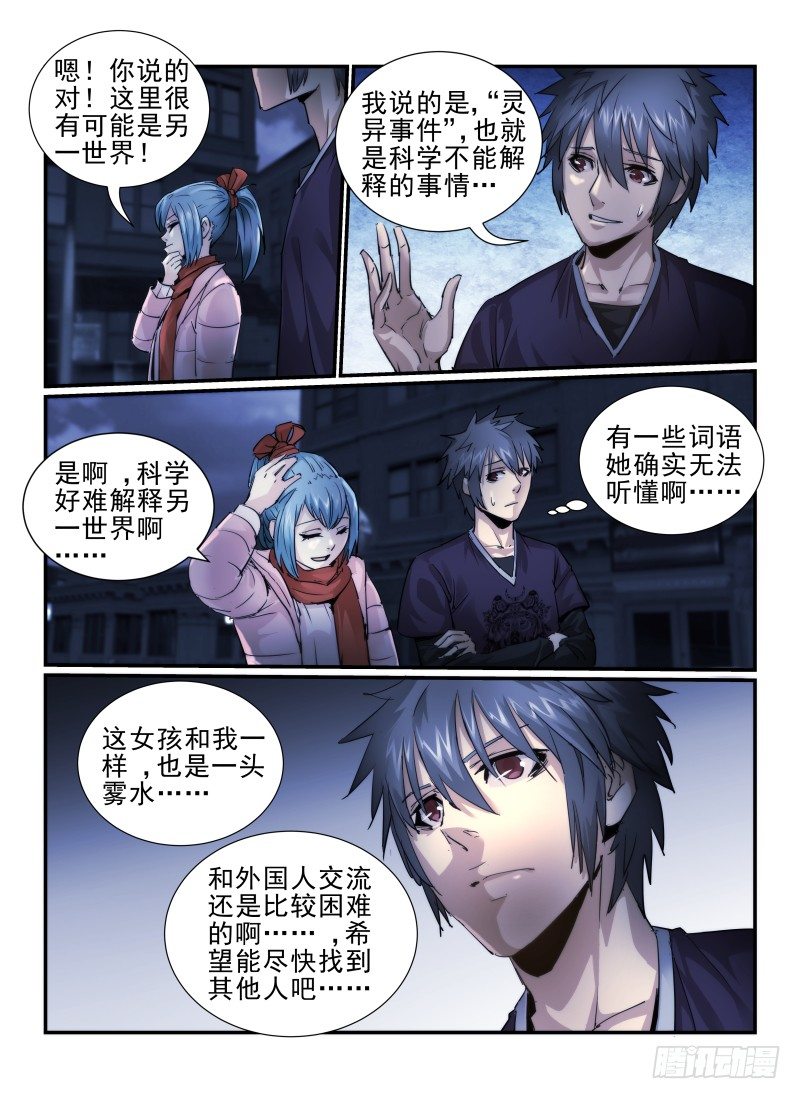 嗯！你说的
对！这里很
有可能是另
一世界！
我说的是，“灵
异事件”，也就
是科学不能解
释的事情…
是啊，科学
好难解释另
一世界啊
……
有一些词语
她确实无法
听懂啊……
这女孩和我一
样，也是一头
雾水……
和外国人交流
还是比较困难
的啊……，希
望能尽快找到
其他人吧……
腾讯动漫